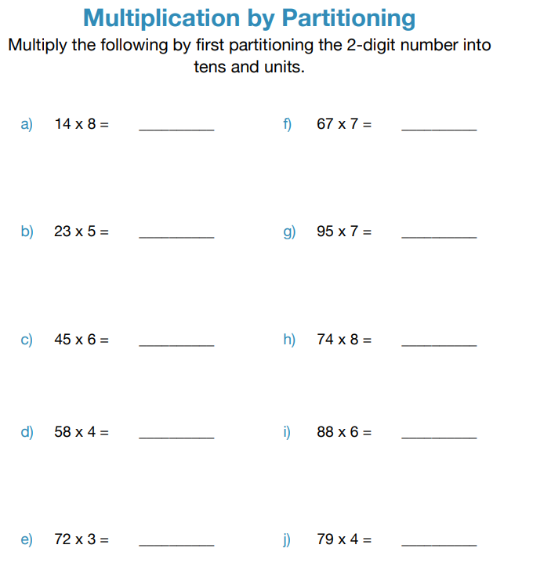 Multiplication by Partitioning
Multiply the following by first partitioning the 2-digit number into
tens and units.
a) 14 x 8 = ________
f) 67 x 7 = ________
b) 23 x 5 = ________
g) 95 x 7 = ________
c) 45 x 6 = ________
h) 74 x 8 = ________
d) 58 x 4 = ________
i) 88 x 6 = ________
e) 72 x 3 = ________
j) 79 x 4 = ________